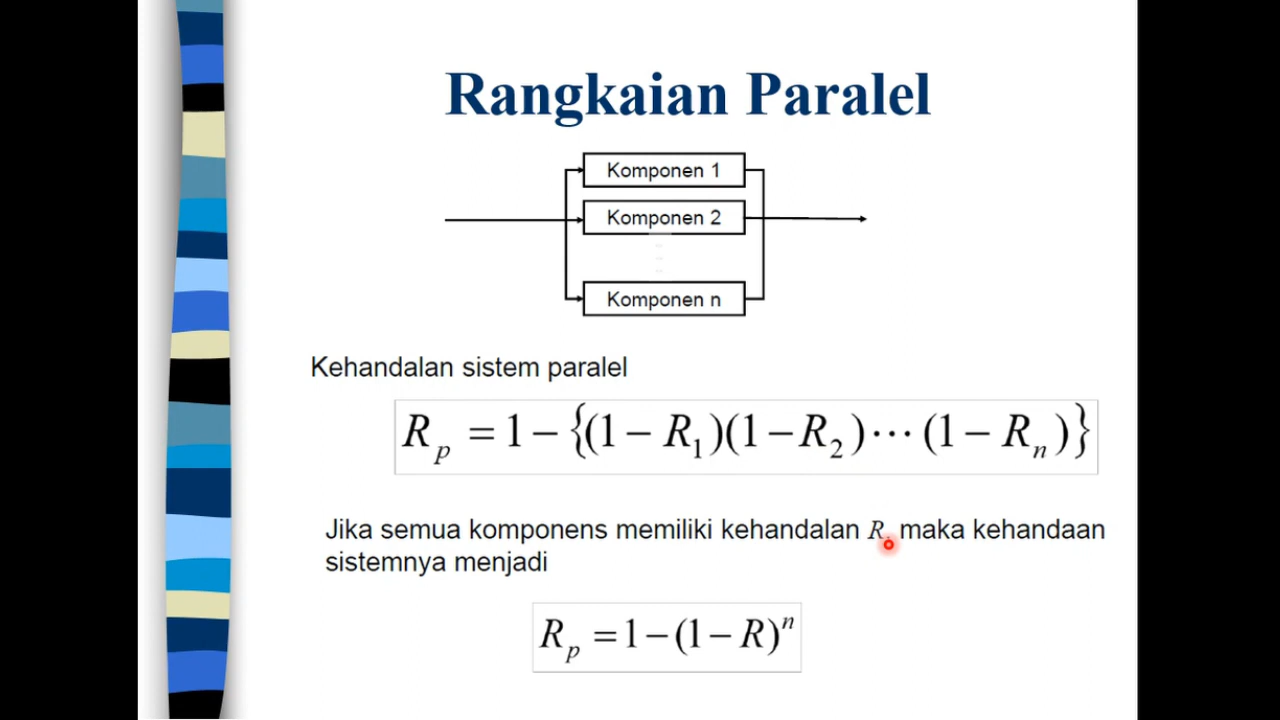 Rangkaian Paralel
Komponen 1
Komponen 2
Komponen n
Kehandalan sistem paralel
R_p = 1 − {(1 − R_1)(1 − R_2) ⋯ (1 − R_n)}
Jika semua komponens memiliki kehandalan R, maka kehandaan
sistemnya menjadi
R_p = 1 − (1 − R)^n